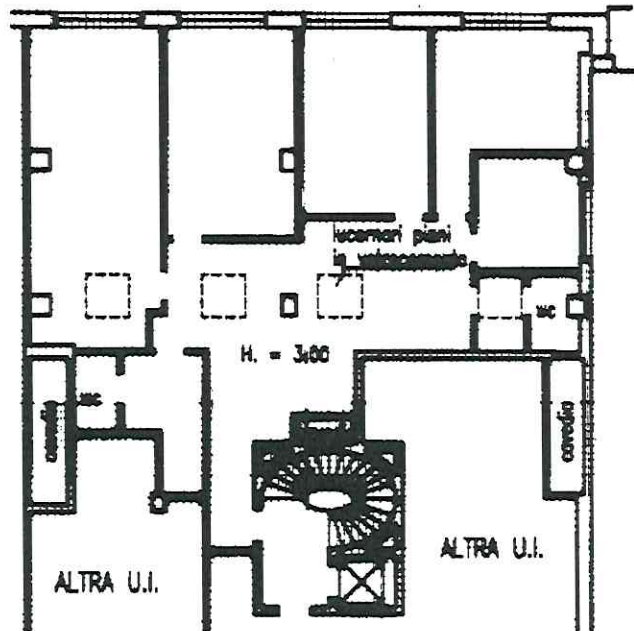 lucernari piani
in vetrocemento
wc
H. = 3.00
wc
cavedio
cavedio
ALTRA U.I.
ALTRA U.I.